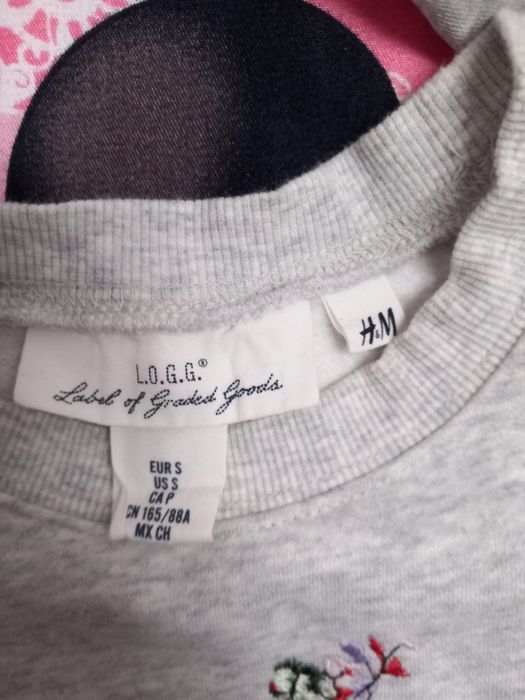 H&M
L.O.G.G.®
Label of Graded Goods
EUR S
US S
CA P
CN 165/88A
MX CH